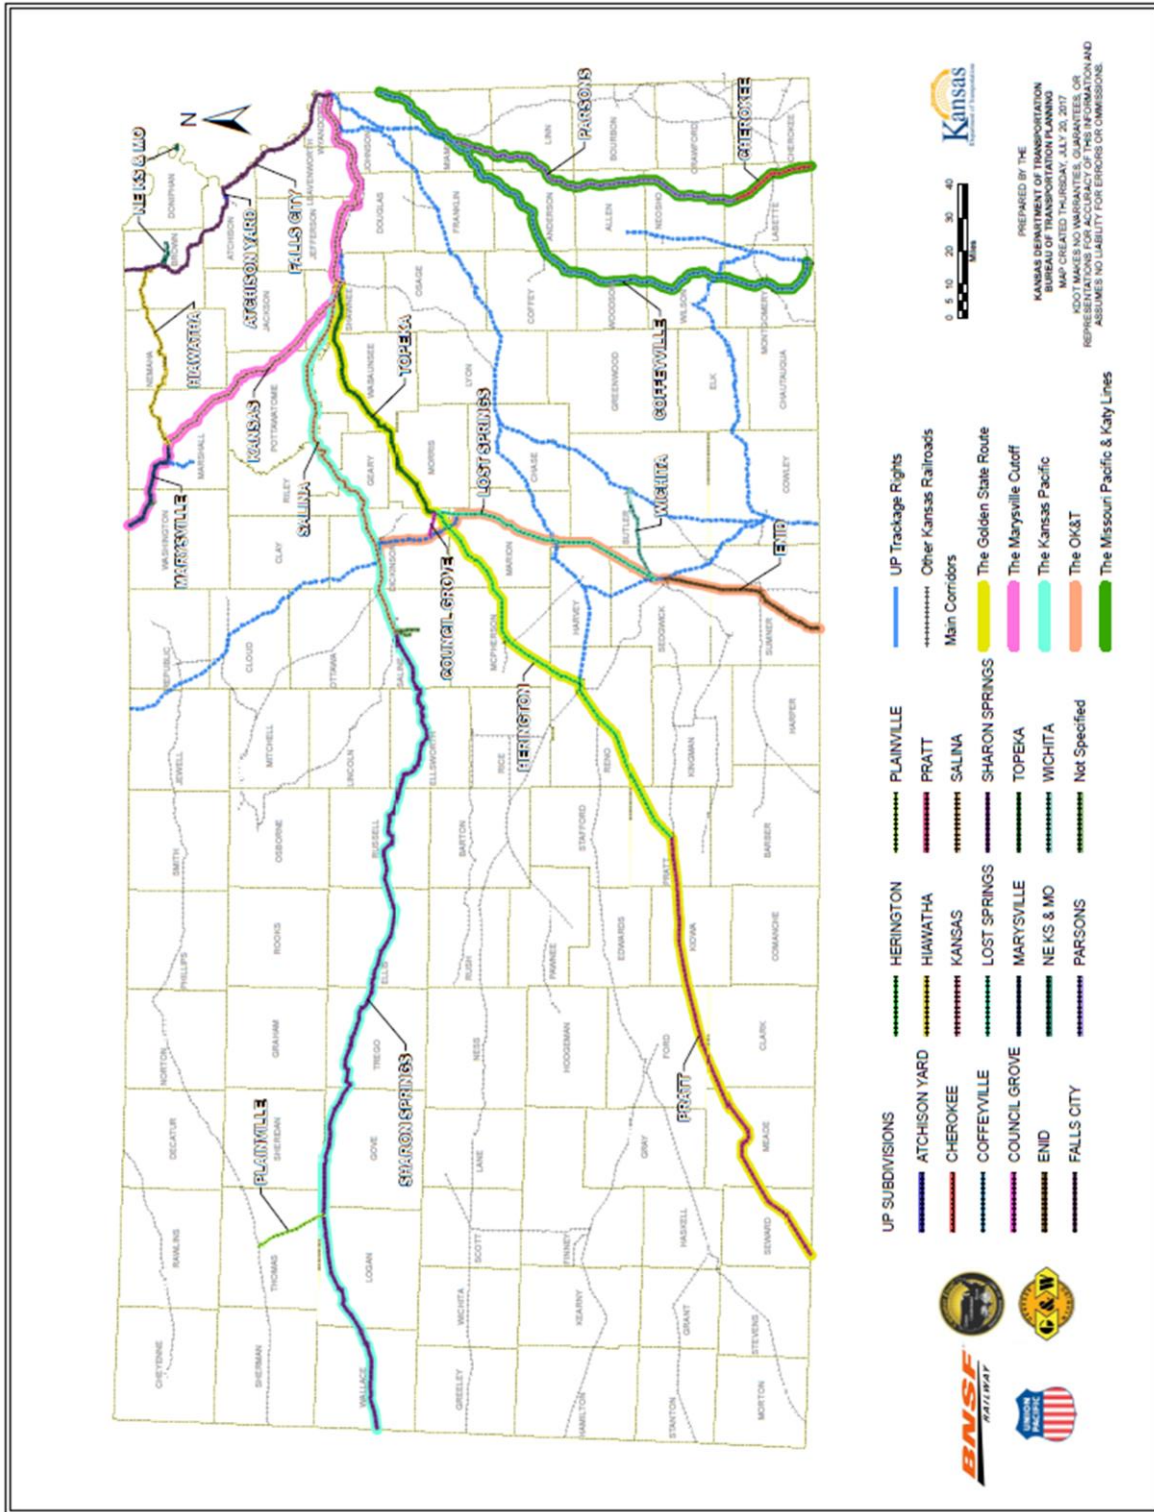 CHEYENNE
RAWLINS
DECATUR
NORTON
PHILLIPS
SMITH
JEWELL
REPUBLIC
WASHINGTON
MARYSVILLE
MARSHALL
NEMAHA
HIAWATHA
BROWN
DONIPHAN
NE KS & MO
N
SHERMAN
THOMAS
PLAINVILLE
SHERIDAN
GRAHAM
ROOKS
OSBORNE
MITCHELL
CLOUD
CLAY
RILEY
KANSAS
POTTAWATOMIE
JACKSON
ATCHISON YARD
ATCHISON
FALLS CITY
JEFFERSON
LEAVENWORTH
WYANDOTTE
WALLACE
LOGAN
GOVE
SHARON SPRINGS
TREGO
ELLIS
RUSSELL
LINCOLN
ELLSWORTH
OTTAWA
SALINE
DICKINSON
SALINA
GEARY
WABAUNSEE
TOPEKA
SHAWNEE
OSAGE
DOUGLAS
JOHNSON
GREELEY
WICHITA
SCOTT
LANE
NESS
RUSH
BARTON
RICE
MCPHERSON
COUNCIL GROVE
MARION
MORRIS
LOST SPRINGS
CHASE
LYON
COFFEY
FRANKLIN
MIAMI
ANDERSON
LINN
PARSONS
HAMILTON
KEARNY
FINNEY
HODGEMAN
PAWNEE
STAFFORD
HERINGTON
RENO
HARVEY
BUTLER
WICHITA
GREENWOOD
COFFEYVILLE
WOODSON
ALLEN
BOURBON
STANTON
GRANT
HASKELL
GRAY
FORD
PRATT
EDWARDS
KIOWA
PRATT
KINGMAN
SEDGWICK
ELK
WILSON
NEOSHO
CRAWFORD
MORTON
STEVENS
SEWARD
MEADE
CLARK
COMANCHE
BARBER
HARPER
SUMNER
ENID
COWLEY
CHAUTAUQUA
MONTGOMERY
LABETTE
CHEROKEE
CHEROKEE
BNSF
RAILWAY
UNION
PACIFIC
G&W
UP SUBDIVISIONS
ATCHISON YARD
CHEROKEE
COFFEYVILLE
COUNCIL GROVE
ENID
FALLS CITY
HERINGTON
HIAWATHA
KANSAS
LOST SPRINGS
MARYSVILLE
NE KS & MO
PARSONS
PLAINVILLE
PRATT
SALINA
SHARON SPRINGS
TOPEKA
WICHITA
Not Specified
UP Trackage Rights
Other Kansas Railroads
Main Corridors
The Golden State Route
The Marysville Cutoff
The Kansas Pacific
The OK&T
The Missouri Pacific & Katy Lines
0 5 10 20 30 40
Miles
Kansas
Department of Transportation
PREPARED BY THE
KANSAS DEPARTMENT OF TRANSPORTATION
BUREAU OF TRANSPORTATION PLANNING
MAP CREATED THURSDAY, JULY 20, 2017
KDOT MAKES NO WARRANTIES, GUARANTEES, OR
REPRESENTATIONS FOR ACCURACY OF THIS INFORMATION AND
ASSUMES NO LIABILITY FOR ERRORS OR OMMISSIONS.